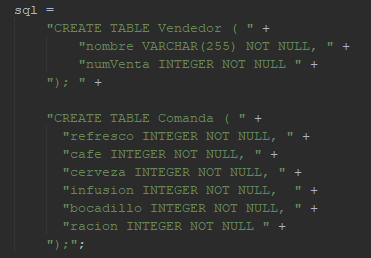 sql =
"CREATE TABLE Vendedor ( " +
"nombre VARCHAR(255) NOT NULL, " +
"numVenta INTEGER NOT NULL " +
"); " +
"CREATE TABLE Comanda ( " +
"refresco INTEGER NOT NULL, " +
"cafe INTEGER NOT NULL, " +
"cerveza INTEGER NOT NULL, " +
"infusion INTEGER NOT NULL,  " +
"bocadillo INTEGER NOT NULL, " +
"racion INTEGER NOT NULL " +
");";